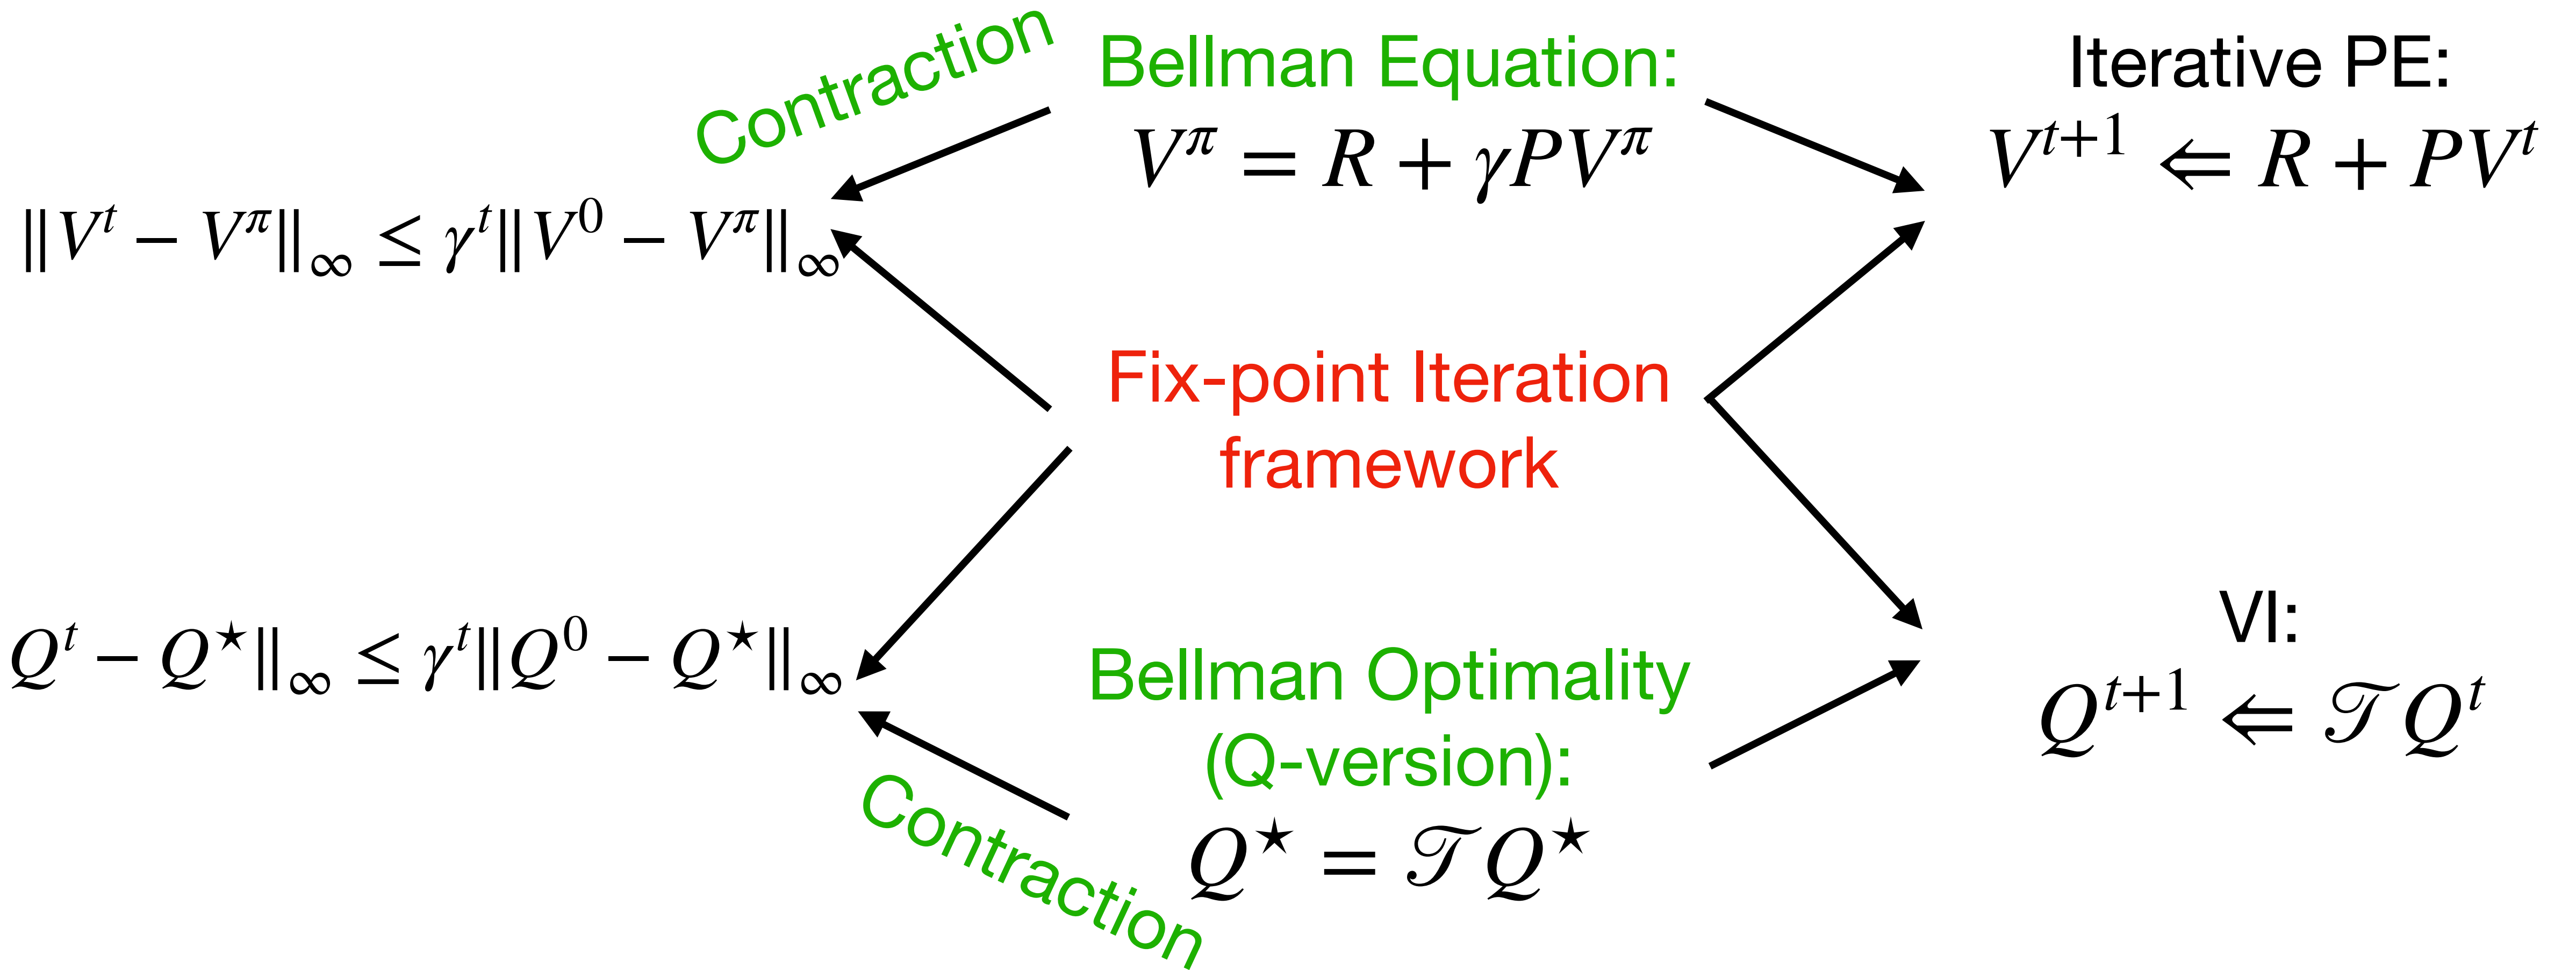 Contraction
Bellman Equation:
V^π = R + γPV^π
Iterative PE:
V^{t+1} ⇐ R + PV^t
‖V^t − V^π‖_∞ ≤ γ^t‖V^0 − V^π‖_∞
Fix-point Iteration
framework
Q^t − Q^⋆‖_∞ ≤ γ^t‖Q^0 − Q^⋆‖_∞
Bellman Optimality
(Q-version):
Q^⋆ = 𝒯Q^⋆
VI:
Q^{t+1} ⇐ 𝒯Q^t
Contraction